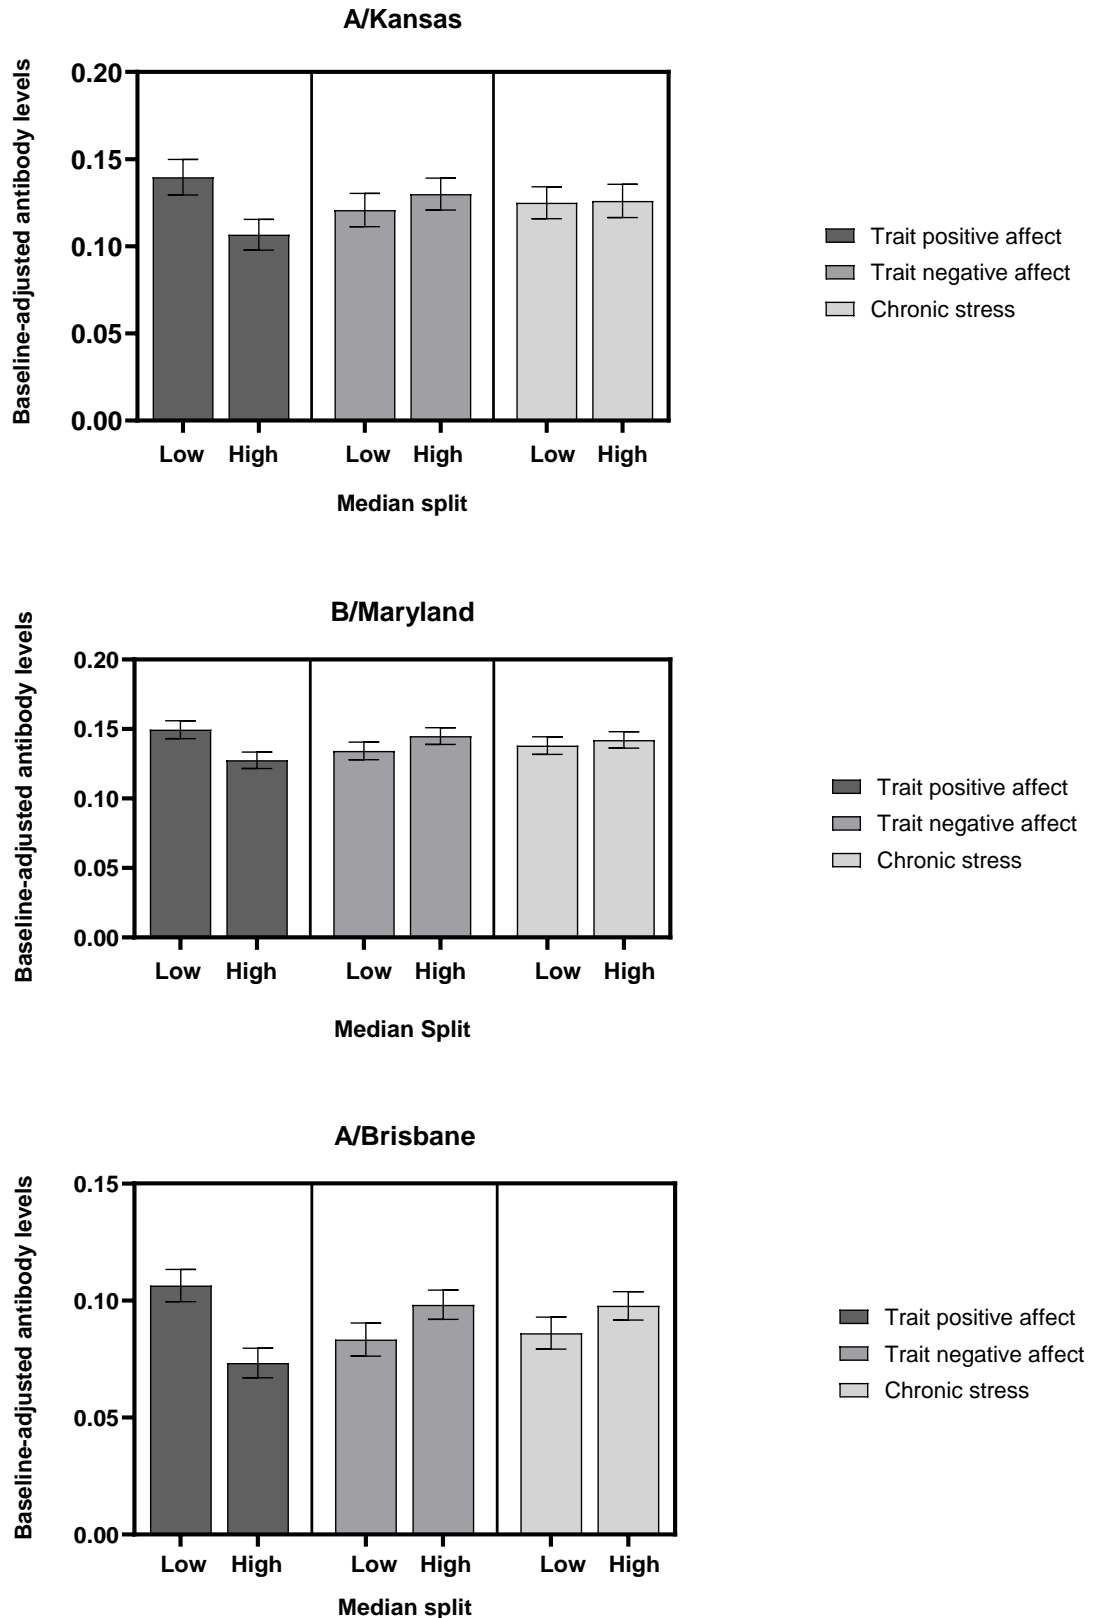 A/Kansas
Baseline-adjusted antibody levels
0.20
0.15
0.10
0.05
0.00
Low High Low High Low High
Median split
Trait positive affect
Trait negative affect
Chronic stress
B/Maryland
Baseline-adjusted antibody levels
0.20
0.15
0.10
0.05
0.00
Low High Low High Low High
Median Split
Trait positive affect
Trait negative affect
Chronic stress
A/Brisbane
Baseline-adjusted antibody levels
0.15
0.10
0.05
0.00
Low High Low High Low High
Median split
Trait positive affect
Trait negative affect
Chronic stress